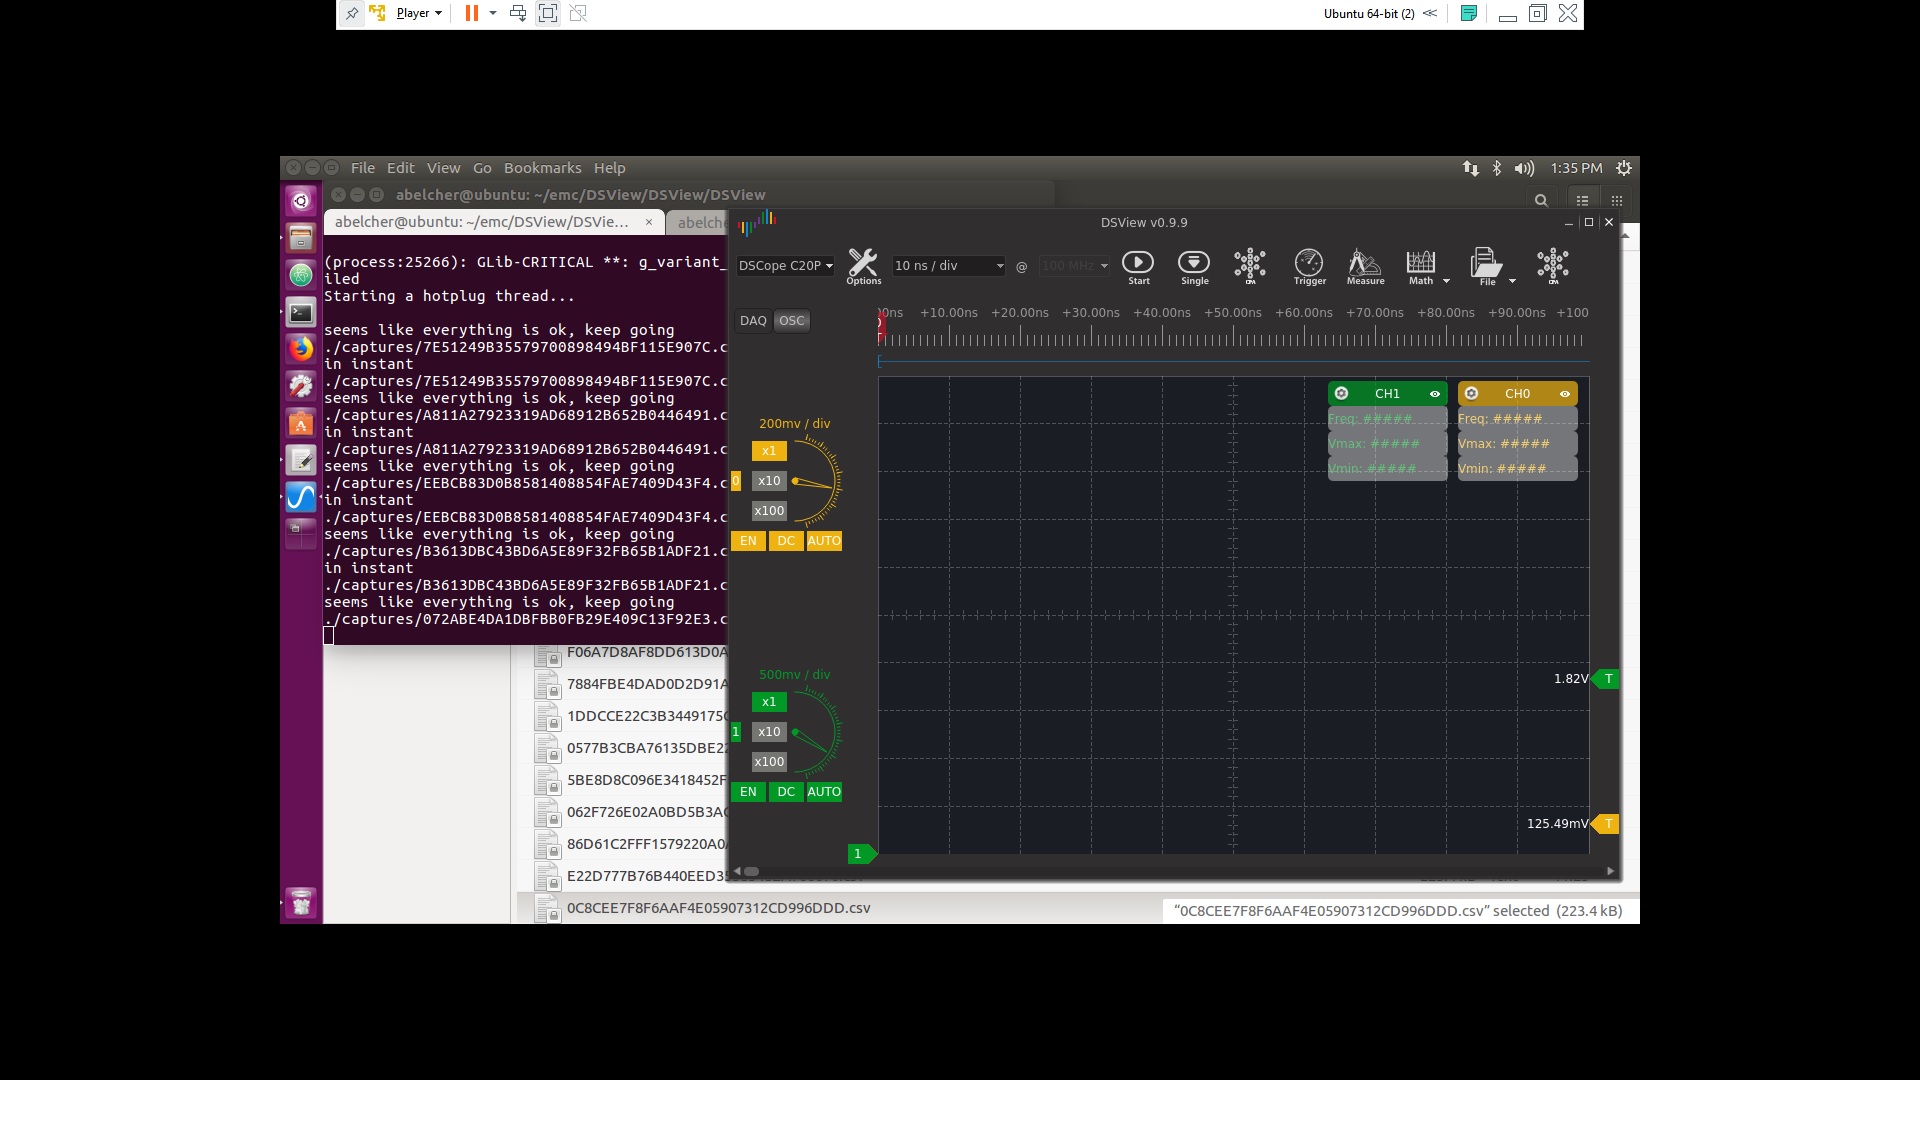 Player
Ubuntu 64-bit (2)
File Edit View Go Bookmarks Help
1:35 PM
abelcher@ubuntu: ~/emc/DSView/DSView/DSView
abelcher@ubuntu: ~/emc/DSView/DSVie... ×
abelche
(process:25266): GLib-CRITICAL **: g_variant_
iled
Starting a hotplug thread...
seems like everything is ok, keep going
./captures/7E51249B35579700898494BF115E907C.c
in instant
./captures/7E51249B35579700898494BF115E907C.c
seems like everything is ok, keep going
./captures/A811A27923319AD68912B652B0446491.c
in instant
./captures/A811A27923319AD68912B652B0446491.c
seems like everything is ok, keep going
./captures/EEBCB83D0B8581408854FAE7409D43F4.c
in instant
./captures/EEBCB83D0B8581408854FAE7409D43F4.c
seems like everything is ok, keep going
./captures/B3613DBC43BD6A5E89F32FB65B1ADF21.c
in instant
./captures/B3613DBC43BD6A5E89F32FB65B1ADF21.c
seems like everything is ok, keep going
./captures/072ABE4DA1DBFBB0FB29E409C13F92E3.c
F06A7D8AF8DD613D0A
7884FBE4DAD0D2D91A
1DDCCE22C3B3449175
0577B3CBA76135DBE22
5BE8D8C096E3418452F
062F726E02A0BD5B3A
86D61C2FFF1579220A0
E22D777B76B440EED3
0C8CEE7F8F6AAF4E05907312CD996DDD.csv
"0C8CEE7F8F6AAF4E05907312CD996DDD.csv" selected (223.4 kB)
DSView v0.9.9
DSCope C20P
Options
10 ns / div
@
100 MHz
Start
Single
Trigger
Measure
Math
File
DAQ OSC
0ns +10.00ns +20.00ns +30.00ns +40.00ns +50.00ns +60.00ns +70.00ns +80.00ns +90.00ns +100
200mv / div
x1
0 x10
x100
EN DC AUTO
500mv / div
x1
1 x10
x100
EN DC AUTO
CH1
Freq: #####
Vmax: #####
Vmin: #####
CH0
Freq: #####
Vmax: #####
Vmin: #####
1.82V T
125.49mV T
1